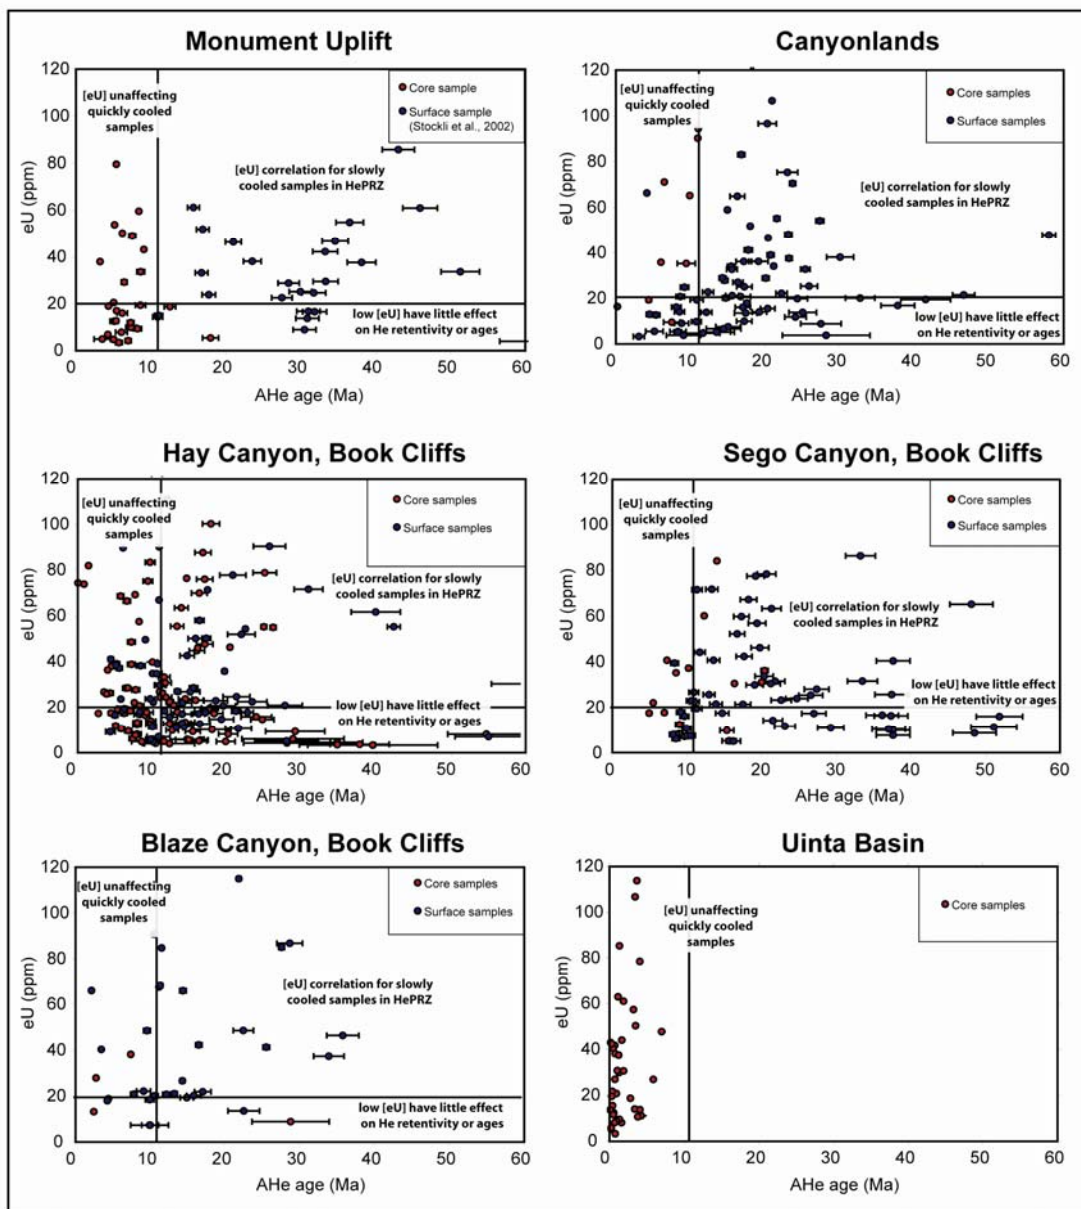 Monument Uplift
120
100
80
60
40
20
0
eU (ppm)
[eU] unaffecting
quickly cooled
samples
Core sample
Surface sample
(Stockli et al., 2002)
[eU] correlation for slowly
cooled samples in HePRZ
low [eU] have little effect
on He retentivity or ages
0 10 20 30 40 50 60
AHe age (Ma)
Canyonlands
120
100
80
60
40
20
0
eU (ppm)
[eU] unaffecting
quickly cooled
samples
Core samples
Surface samples
[eU] correlation for slowly
cooled samples in HePRZ
low [eU] have little effect
on He retentivity or ages
0 10 20 30 40 50 60
AHe age (Ma)
Hay Canyon, Book Cliffs
120
100
80
60
40
20
0
eU (ppm)
[eU] unaffecting
quickly cooled
samples
Core samples
Surface samples
[eU] correlation for slowly
cooled samples in HePRZ
low [eU] have little effect
on He retentivity or ages
0 10 20 30 40 50 60
AHe age (Ma)
Sego Canyon, Book Cliffs
120
100
80
60
40
20
0
eU (ppm)
[eU] unaffecting
quickly cooled
samples
Core samples
Surface samples
[eU] correlation for slowly
cooled samples in HePRZ
low [eU] have little effect
on He retentivity or ages
0 10 20 30 40 50 60
AHe age (Ma)
Blaze Canyon, Book Cliffs
120
100
80
60
40
20
0
eU (ppm)
[eU] unaffecting
quickly cooled
samples
Core samples
Surface samples
[eU] correlation for slowly
cooled samples in HePRZ
low [eU] have little effect
on He retentivity or ages
0 10 20 30 40 50 60
AHe age (Ma)
Uinta Basin
120
100
80
60
40
20
0
eU (ppm)
[eU] unaffecting
quickly cooled
samples
Core samples
0 10 20 30 40 50 60
AHe age (Ma)